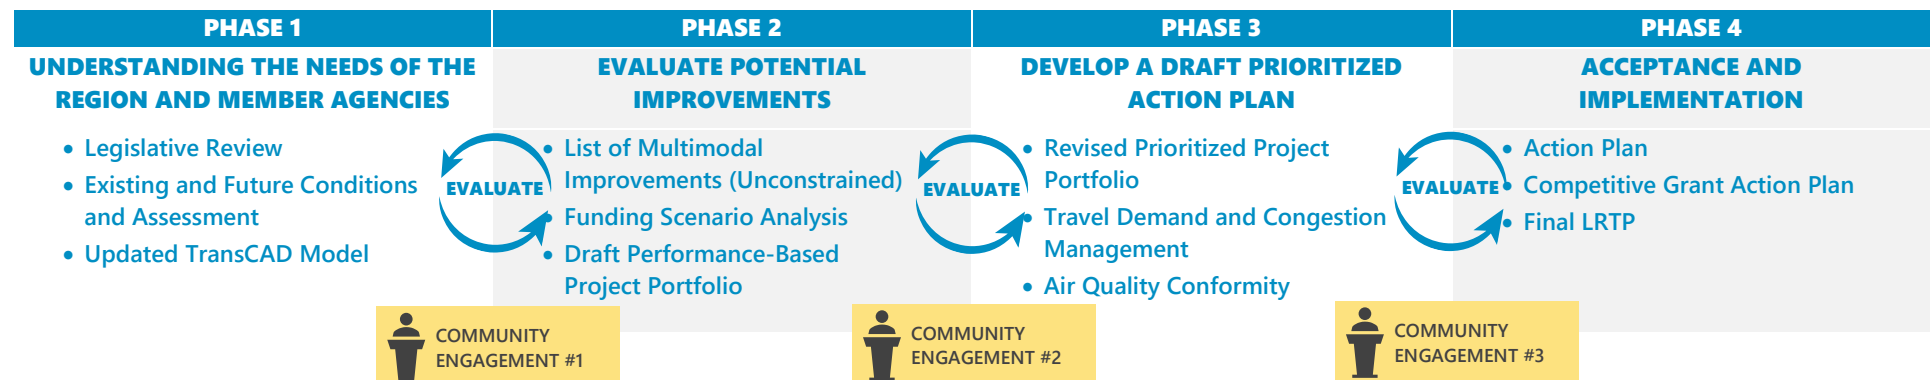 PHASE 1
UNDERSTANDING THE NEEDS OF THE
REGION AND MEMBER AGENCIES
• Legislative Review
• Existing and Future Conditions
and Assessment
• Updated TransCAD Model
EVALUATE
COMMUNITY
ENGAGEMENT #1
PHASE 2
EVALUATE POTENTIAL
IMPROVEMENTS
• List of Multimodal
Improvements (Unconstrained)
• Funding Scenario Analysis
• Draft Performance-Based
Project Portfolio
EVALUATE
COMMUNITY
ENGAGEMENT #2
PHASE 3
DEVELOP A DRAFT PRIORITIZED
ACTION PLAN
• Revised Prioritized Project
Portfolio
• Travel Demand and Congestion
Management
• Air Quality Conformity
EVALUATE
COMMUNITY
ENGAGEMENT #3
PHASE 4
ACCEPTANCE AND
IMPLEMENTATION
• Action Plan
• Competitive Grant Action Plan
• Final LRTP